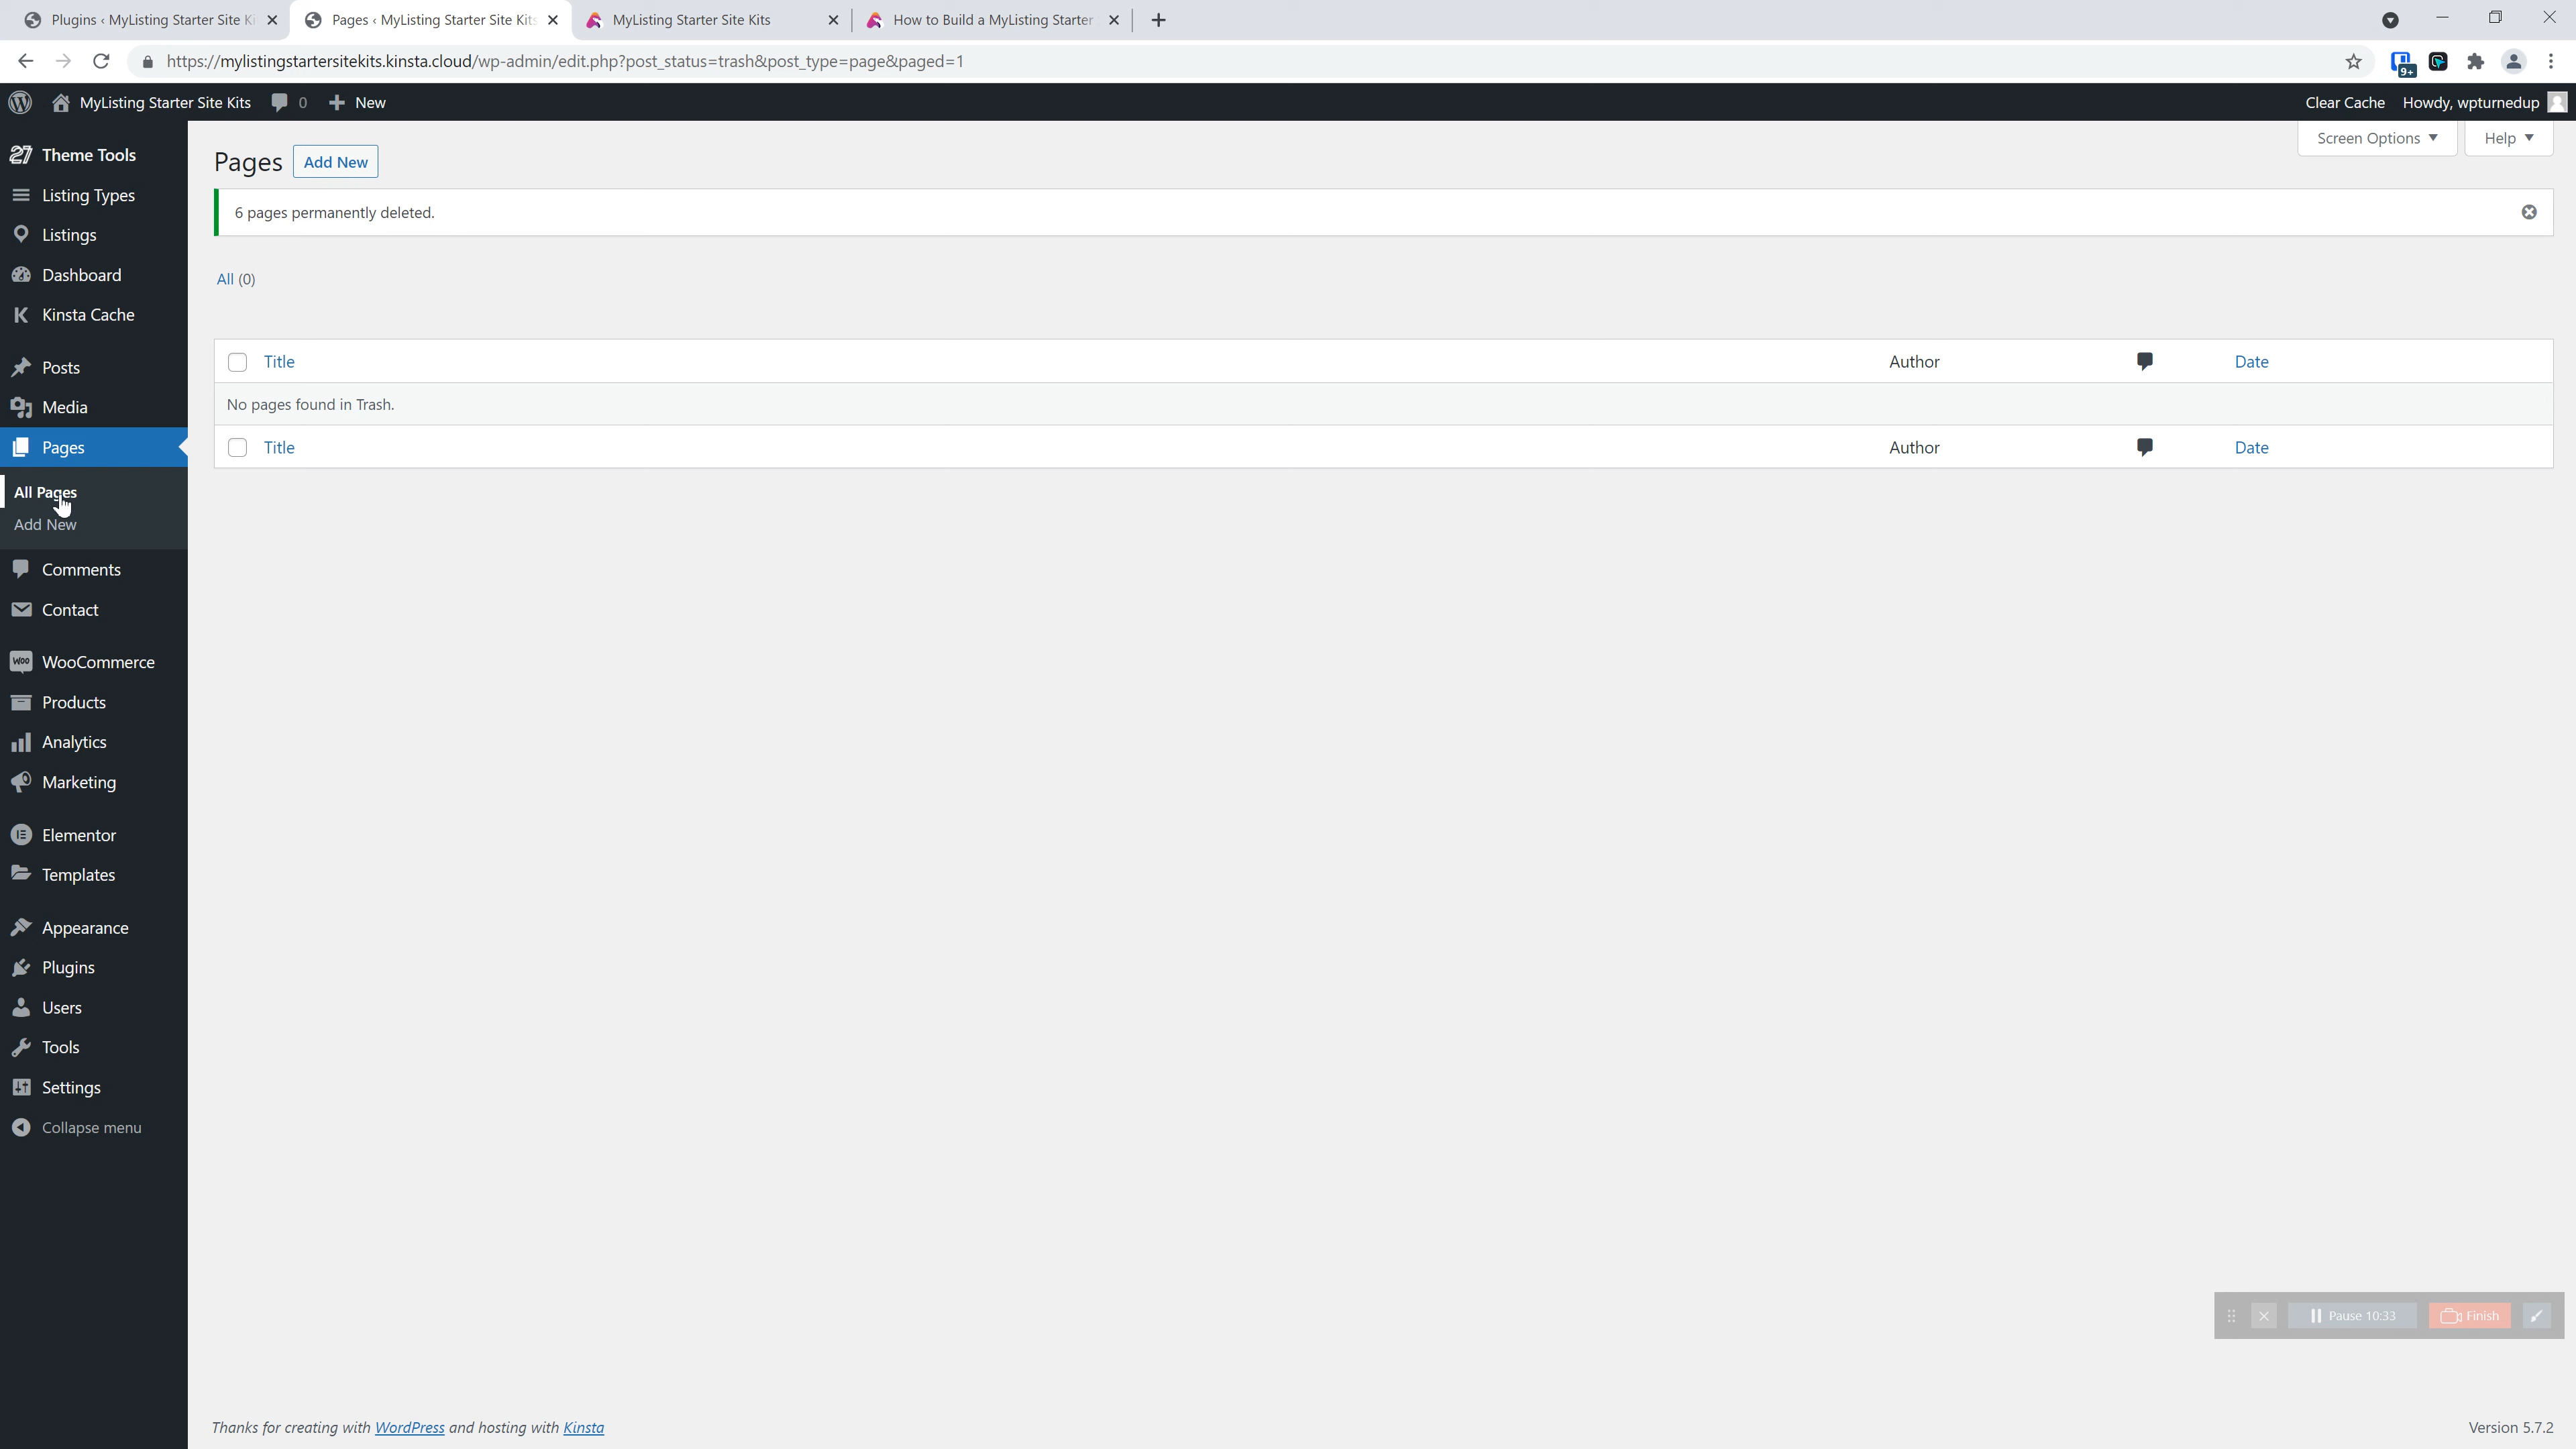 Plugins ‹ MyListing Starter Site Ki
Pages ‹ MyListing Starter Site Kits
MyListing Starter Site Kits
How to Build a MyListing Starter
https://mylistingstartersitekits.kinsta.cloud/wp-admin/edit.php?post_status=trash&post_type=page&paged=1
9+
MyListing Starter Site Kits
0
New
Clear Cache
Howdy, wpturnedup
27 Theme Tools
Listing Types
Listings
Dashboard
K Kinsta Cache
Posts
Media
Pages
All Pages
Add New
Comments
Contact
Woo WooCommerce
Products
Analytics
Marketing
Elementor
Templates
Appearance
Plugins
Users
Tools
Settings
Collapse menu
Screen Options
Help
Pages
Add New
6 pages permanently deleted.
All (0)
Title
Author
Date
No pages found in Trash.
Title
Author
Date
Pause 10:33
Finish
Thanks for creating with WordPress and hosting with Kinsta
Version 5.7.2